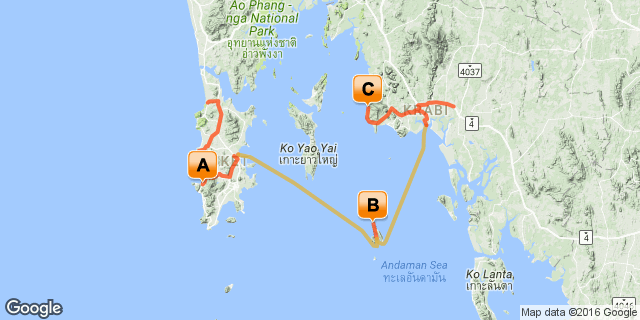 Ao Phang
-nga National
Park
อุทยานแห่งชาติ
อ่าวพังงา
4037
C
KRABI
4
Ko Yao Yai
เกาะยาวใหญ่
A
B
4
Andaman Sea
ทะเลอันดามัน
Ko Lanta,
เกาะลันตา
4
Google
Map data ©2016 Google